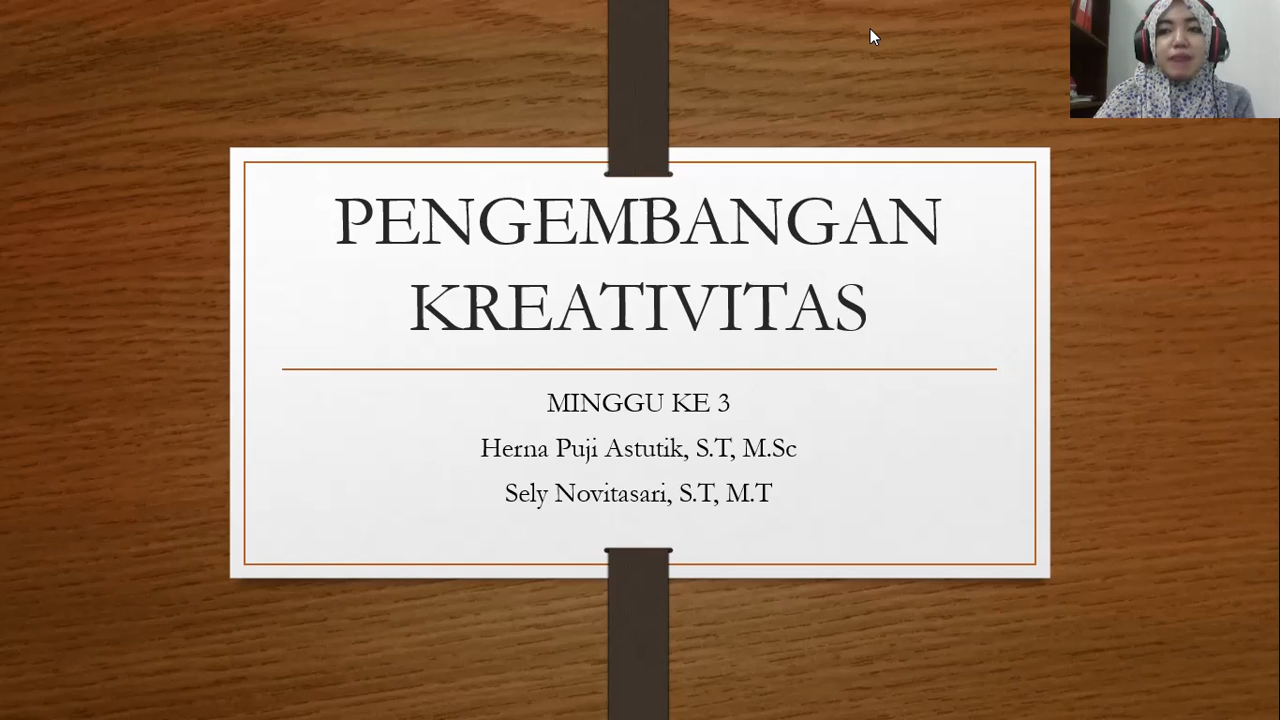 PENGEMBANGAN
KREATIVITAS
MINGGU KE 3
Herna Puji Astutik, S.T, M.Sc
Sely Novitasari, S.T, M.T